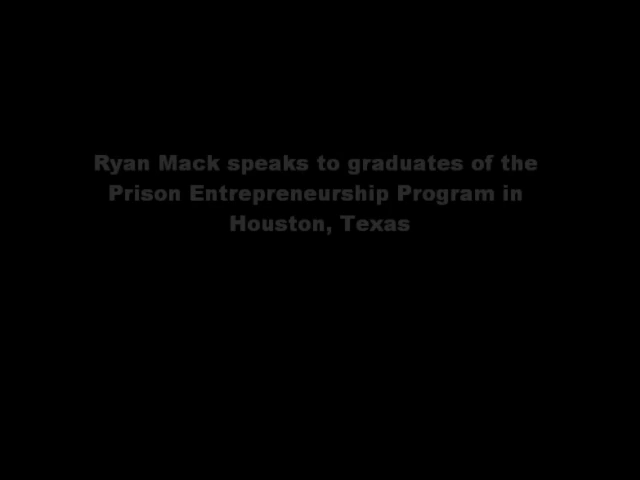 Ryan Mack speaks to graduates of the
Prison Entrepreneurship Program in
Houston, Texas